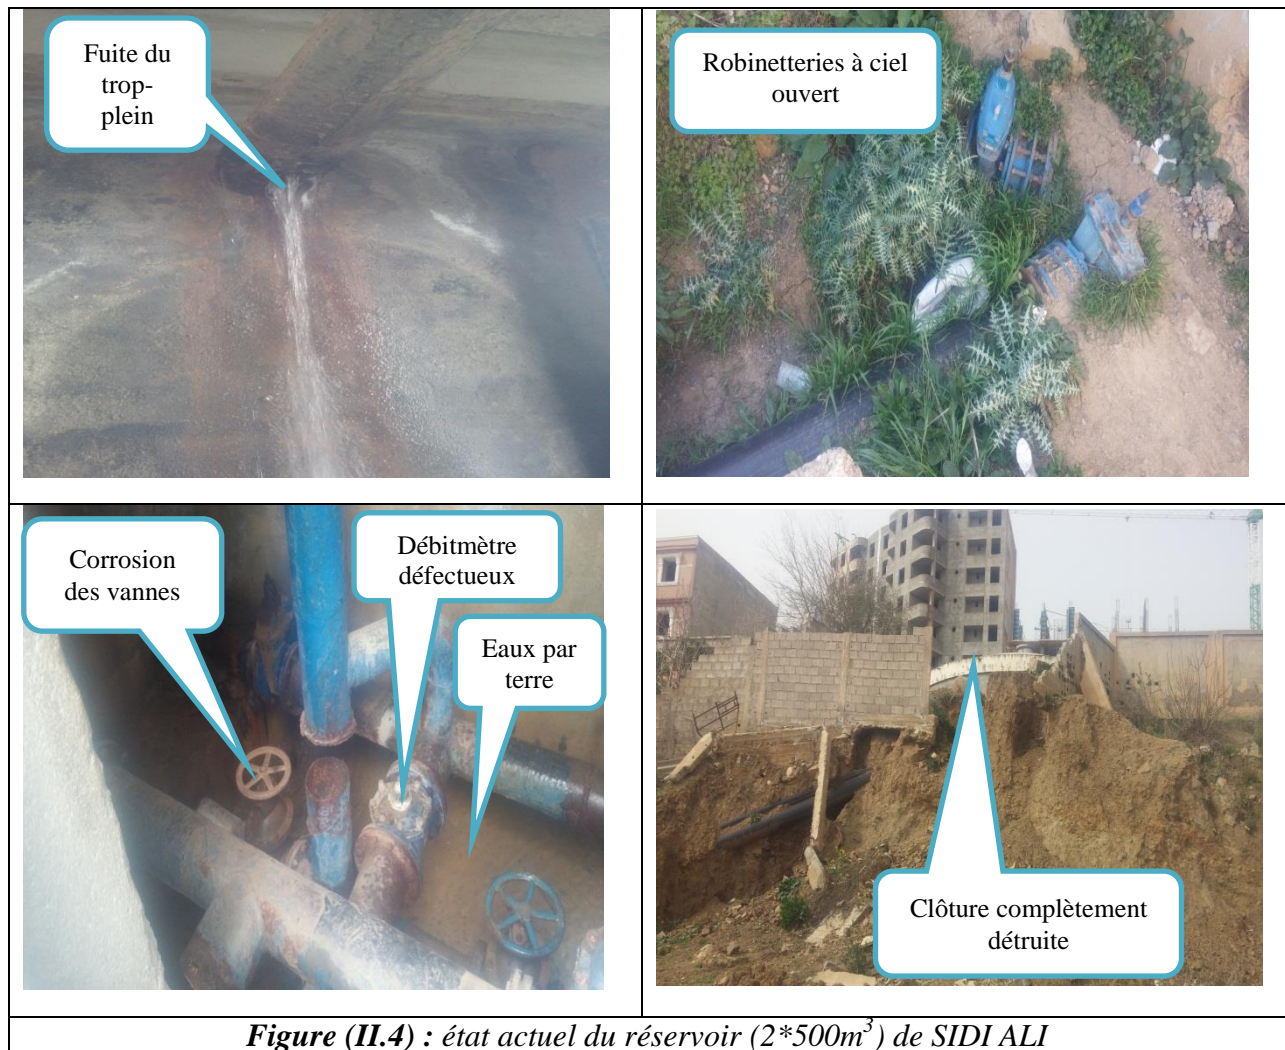 Fuite du
trop-
plein
Robinetteries à ciel
ouvert
Corrosion
des vannes
Débitmètre
défectueux
Eaux par
terre
Clôture complètement
détruite
Figure (II.4) : état actuel du réservoir (2*500m³) de SIDI ALI